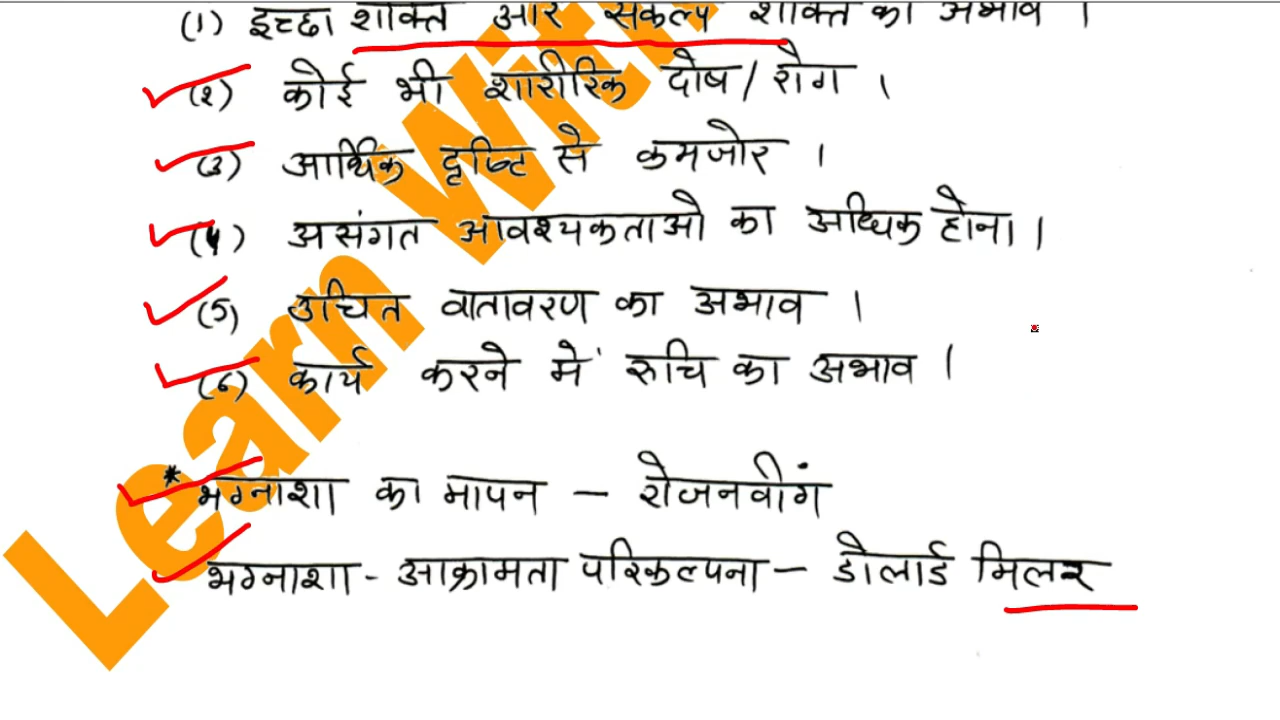 (1) इच्छा शक्ति और संकल्प शक्ति का अभाव ।
(२) कोई भी शारीरिक दोष/रोग ।
(3) आर्थिक दृष्टि से कमजोर ।
(4) असंगत आवश्यकताओ का अधिक होना ।
(5) उचित वातावरण का अभाव ।
(6) कार्य करने में रुचि का अभाव ।
* भग्नाशा का मापन – रोजनवीगं
भग्नाशा - आक्रामता परिकल्पना – डोलार्ड मिलर
Learn With